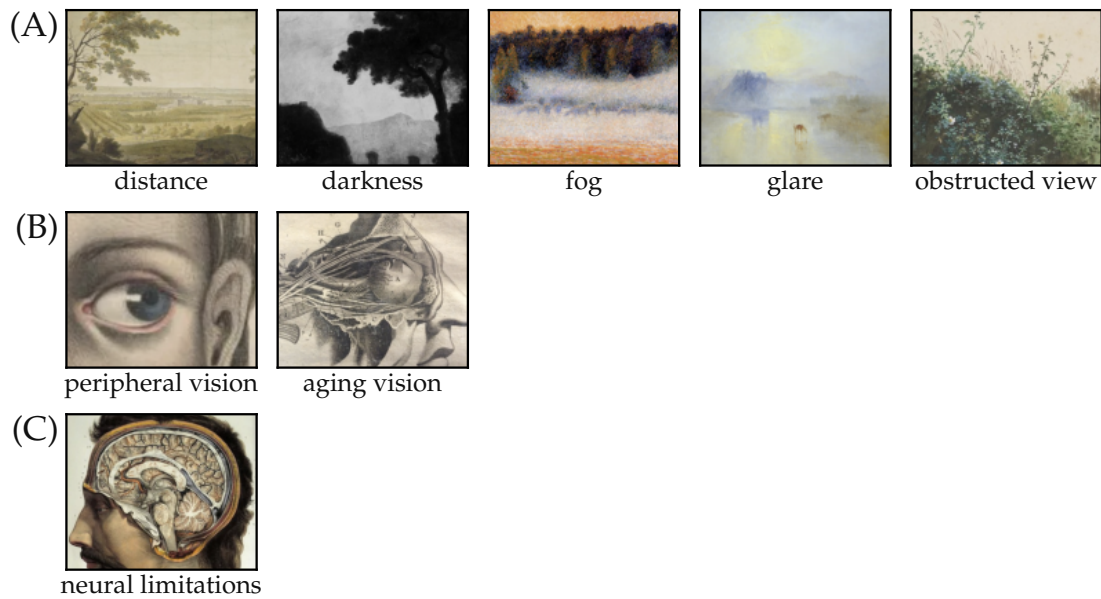 (A)
distance darkness fog glare obstructed view
(B)
peripheral vision aging vision
(C)
neural limitations